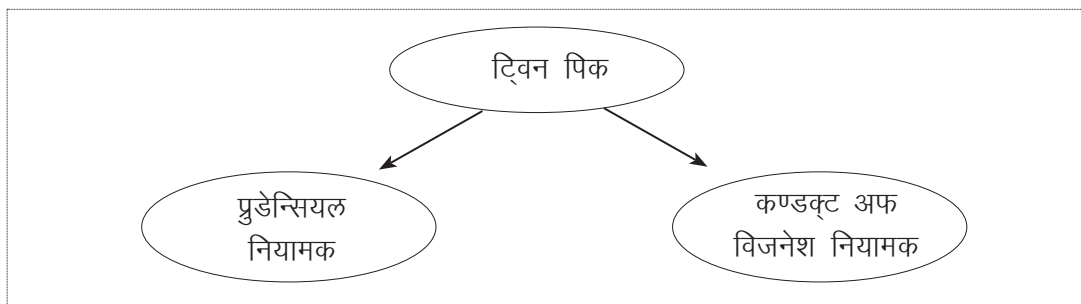 ट्विन पिक
प्रुडेन्सियल
नियामक
कण्डक्ट अफ
विजनेश नियामक